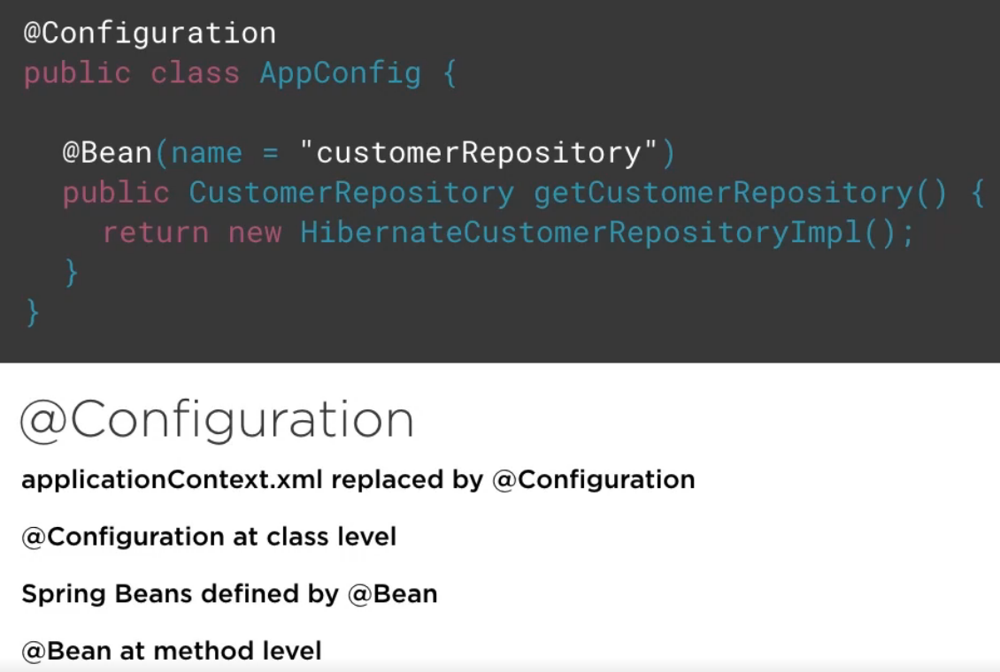 @Configuration
public class AppConfig {
@Bean(name = "customerRepository")
public CustomerRepository getCustomerRepository() {
return new HibernateCustomerRepositoryImpl();
}
}
@Configuration
applicationContext.xml replaced by @Configuration
@Configuration at class level
Spring Beans defined by @Bean
@Bean at method level